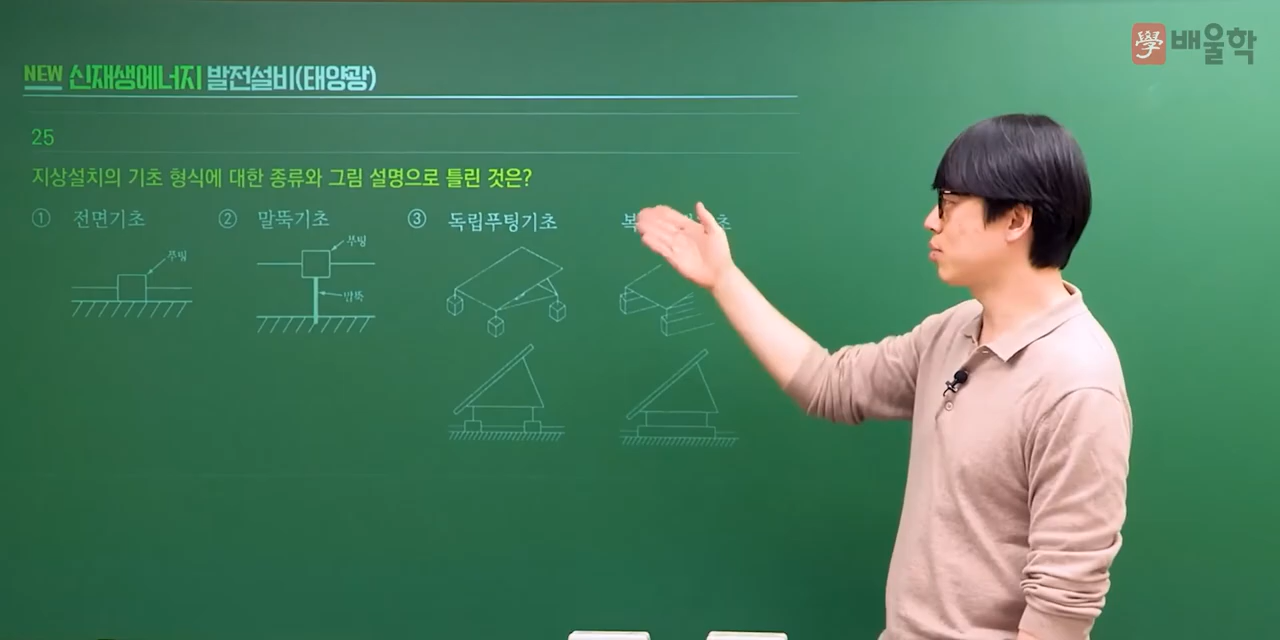 學 배울학
NEW 신재생에너지 발전설비(태양광)
25
지상설치의 기초 형식에 대한 종류와 그림 설명으로 틀린 것은?
① 전면기초 ② 말뚝기초 ③ 독립푸팅기초 복 초
푸팅
푸팅
말뚝